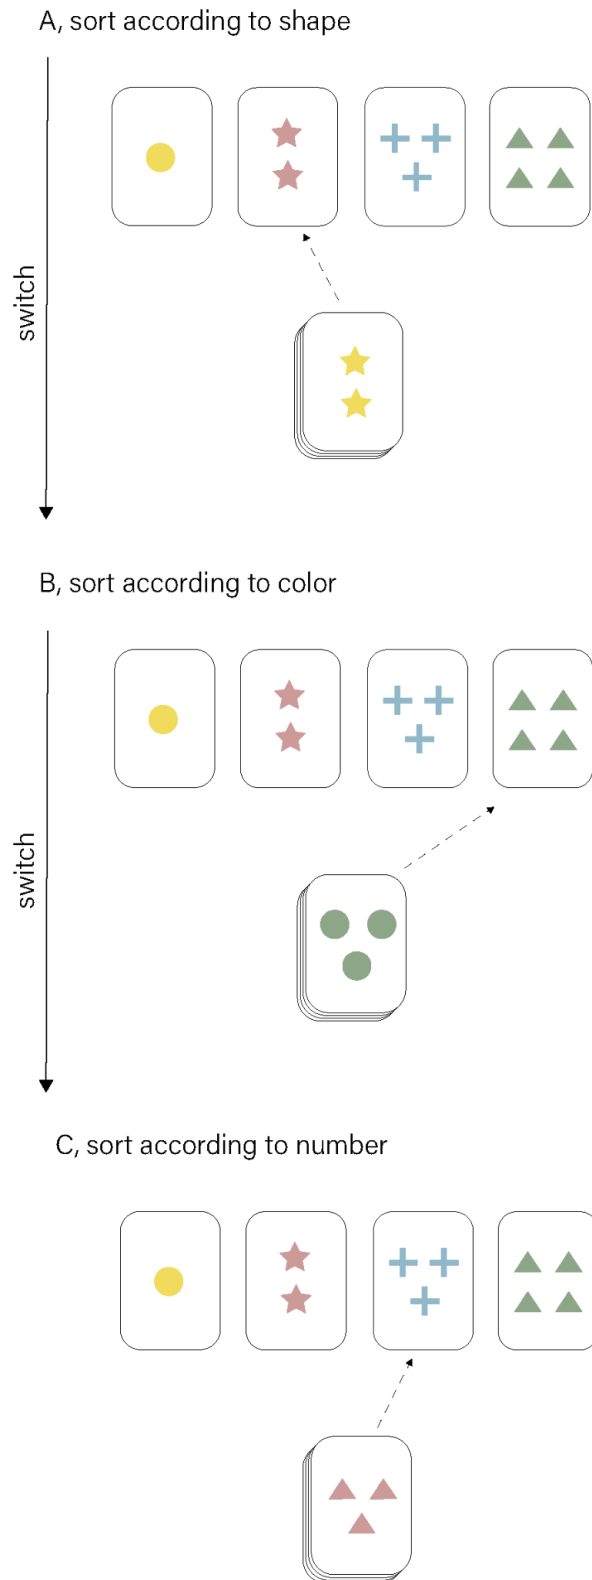 A, sort according to shape
switch
B, sort according to color
switch
C, sort according to number